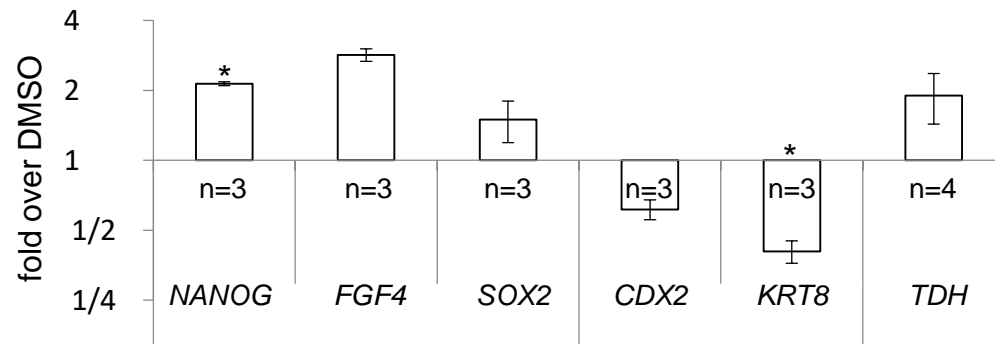 fold over DMSO
4
2
1
1/2
1/4
*
*
n=3 n=3 n=3 n=3 n=3 n=4
NANOG FGF4 SOX2 CDX2 KRT8 TDH